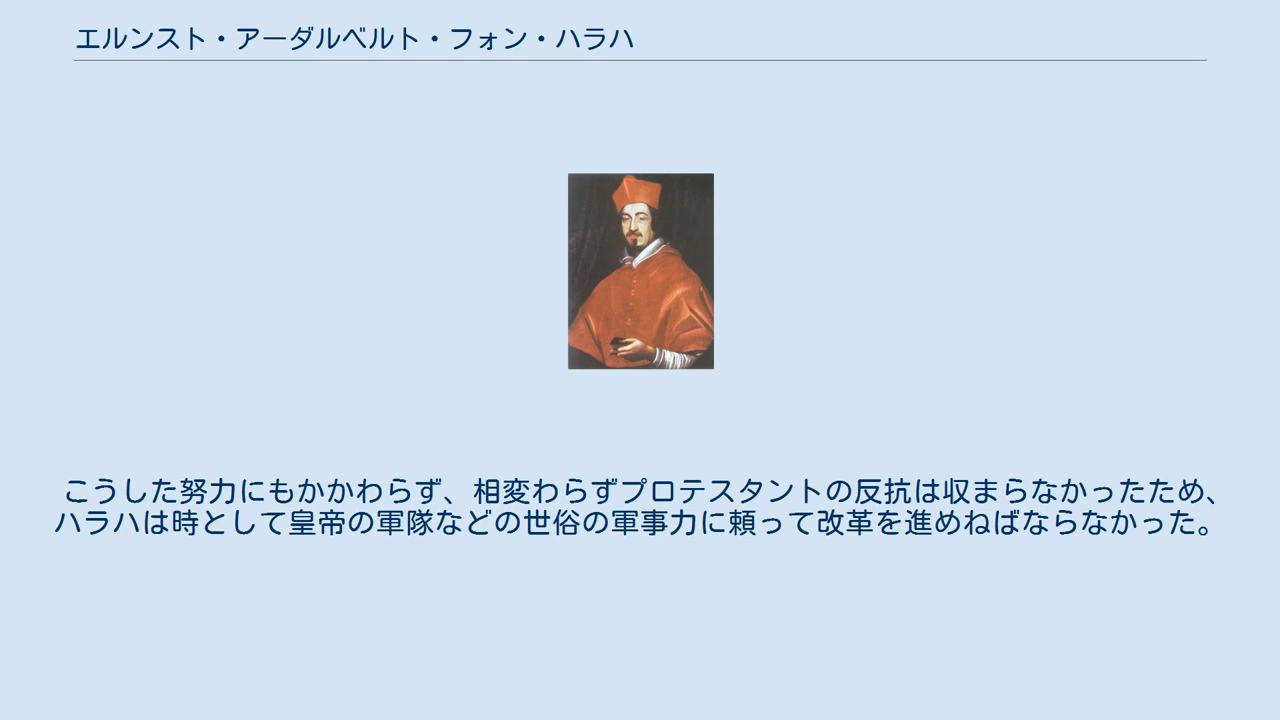 エルンスト・アーダルベルト・フォン・ハラハ
こうした努力にもかかわらず、相変わらずプロテスタントの反抗は収まらなかったため、
ハラハは時として皇帝の軍隊などの世俗の軍事力に頼って改革を進めねばならなかった。